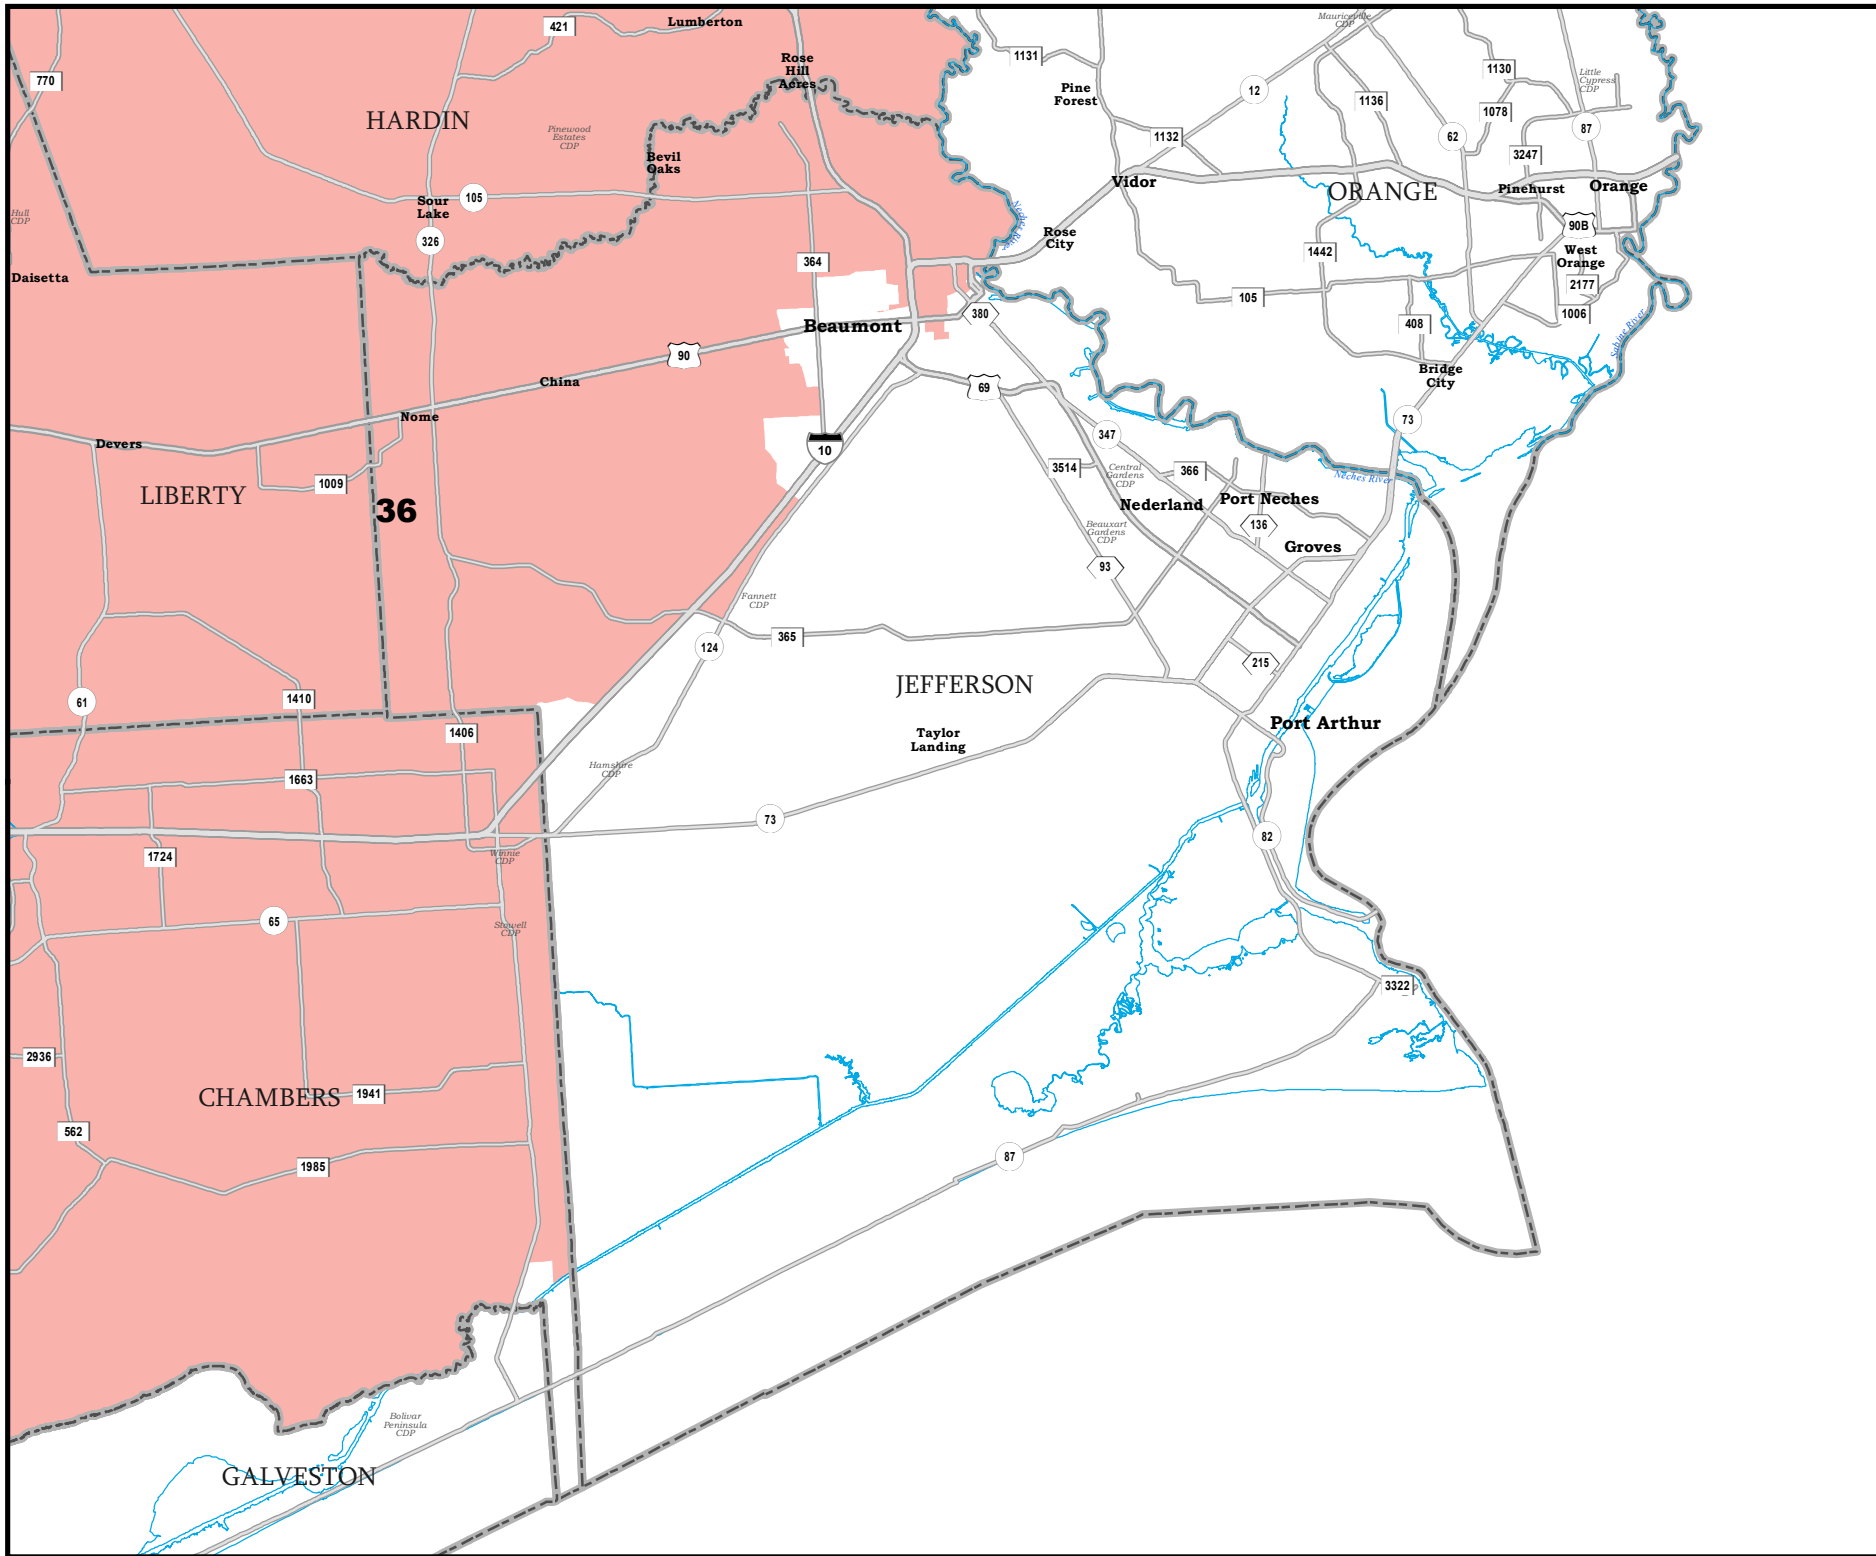 Lumberton
421
Mauriceville
CDP
Rose
Hill
Acres
1131
770
1130
Little
Cypress
CDP
Pine
Forest
12
1136
1078
HARDIN
Pinewood
Estates
CDP
1132
62
87
Bevil
Oaks
3247
Vidor
ORANGE
Pinehurst
Orange
Sour
Lake
105
Hull
CDP
Neches River
90B
326
Rose
City
West
Orange
364
1442
Daisetta
2177
105
380
1006
408
Beaumont
Sabine River
90
Bridge
City
China
69
Nome
73
Devers
347
10
3514
Central
Gardens
CDP
366
Neches River
1009
LIBERTY
36
Nederland
Port Neches
136
Beauxart
Gardens
CDP
Groves
93
Fannett
CDP
365
124
215
JEFFERSON
61
1410
Port Arthur
1406
Taylor
Landing
Hamshire
CDP
1663
73
82
1724
Winnie
CDP
65
Stowell
CDP
3322
2936
CHAMBERS
1941
562
87
1985
Bolivar
Peninsula
CDP
GALVESTON